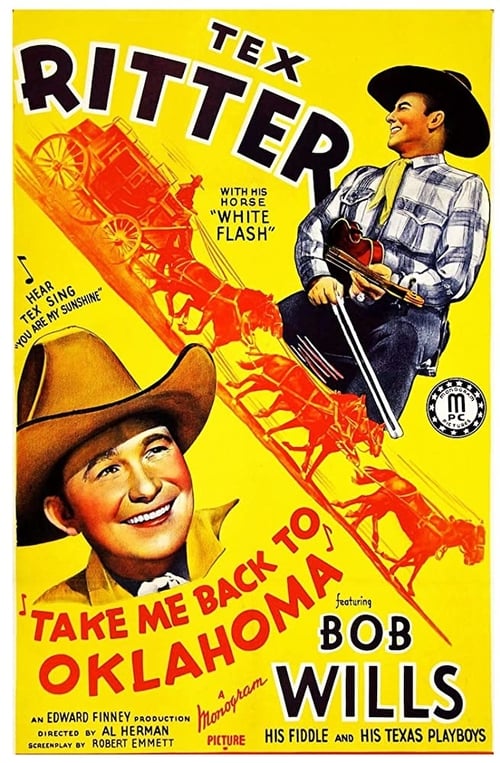 TEX
RITTER
WITH HIS
HORSE
"WHITE
FLASH"
HEAR
TEX SING
"YOU ARE MY SUNSHINE"
MONOGRAM
M
PC
PICTURES
TAKE ME BACK TO
OKLAHOMA
featuring
BOB
WILLS
HIS FIDDLE AND HIS TEXAS PLAYBOYS
AN EDWARD FINNEY PRODUCTION
DIRECTED BY AL HERMAN
SCREENPLAY BY ROBERT EMMETT
A
Monogram
PICTURE